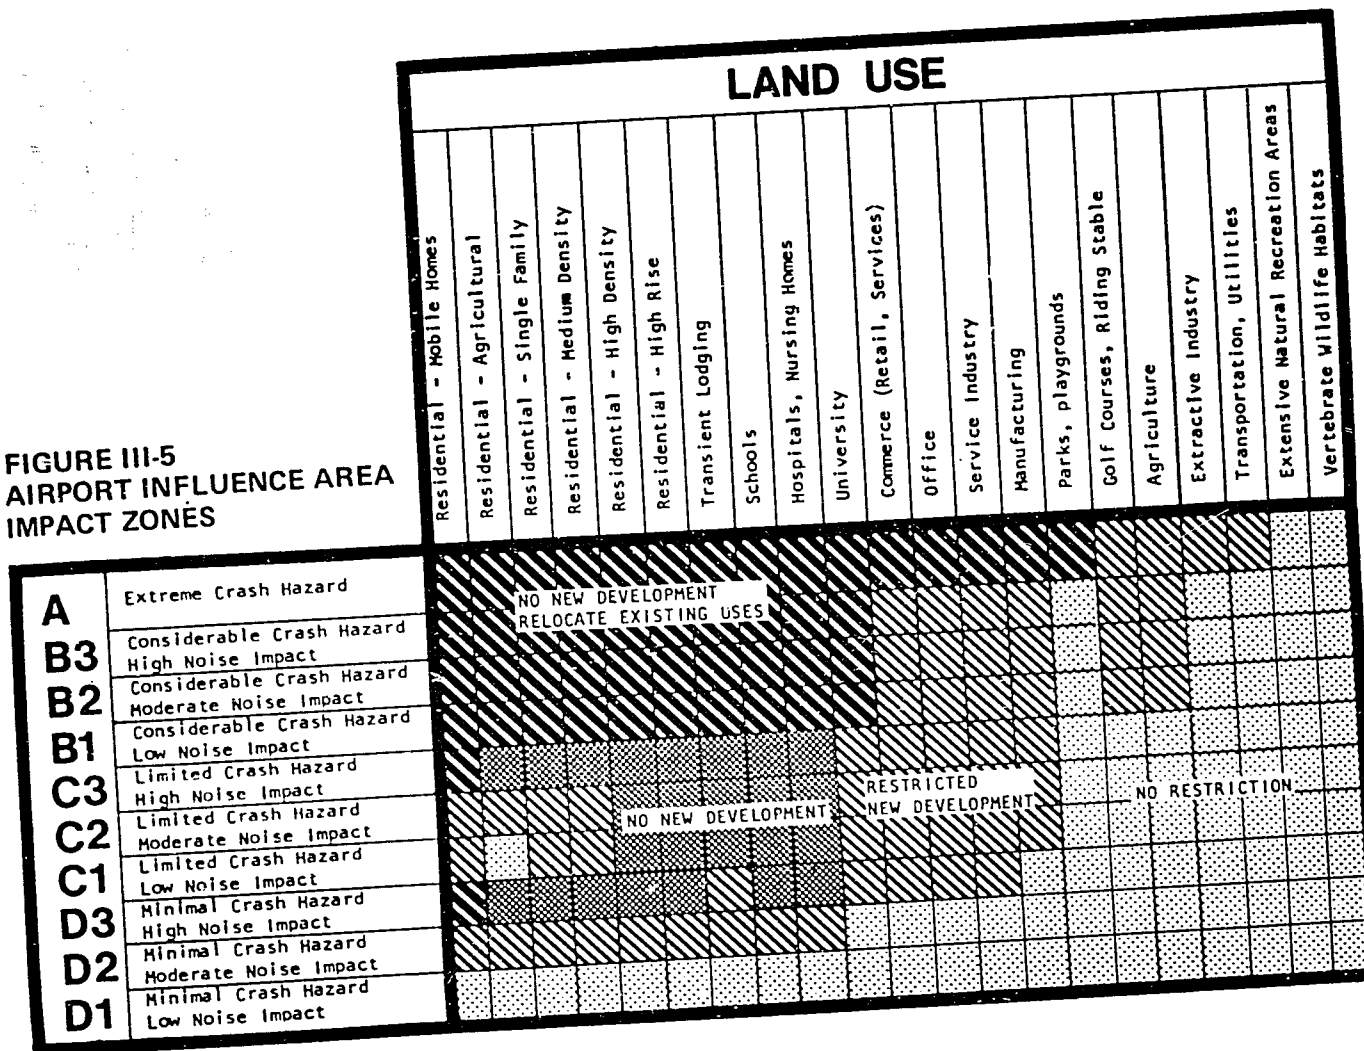 LAND USE
Residential - Mobile Homes
Residential - Agricultural
Residential - Single Family
Residential - Medium Density
Residential - High Density
Residential - High Rise
Transient Lodging
Schools
Hospitals, Nursing Homes
University
Commerce (Retail, Services)
Office
Service Industry
Manufacturing
Parks, playgrounds
Golf Courses, Riding Stable
Agriculture
Extractive Industry
Transportation, Utilities
Extensive Natural Recreation Areas
Vertebrate Wildlife Habitats
FIGURE III-5
AIRPORT INFLUENCE AREA
IMPACT ZONES
A
Extreme Crash Hazard
B3
Considerable Crash Hazard
High Noise Impact
B2
Considerable Crash Hazard
Moderate Noise Impact
B1
Considerable Crash Hazard
Low Noise Impact
C3
Limited Crash Hazard
High Noise Impact
C2
Limited Crash Hazard
Moderate Noise Impact
C1
Limited Crash Hazard
Low Noise Impact
D3
Minimal Crash Hazard
High Noise Impact
D2
Minimal Crash Hazard
Moderate Noise Impact
D1
Minimal Crash Hazard
Low Noise Impact
NO NEW DEVELOPMENT
RELOCATE EXISTING USES
NO NEW DEVELOPMENT
RESTRICTED
NEW DEVELOPMENT
NO RESTRICTION